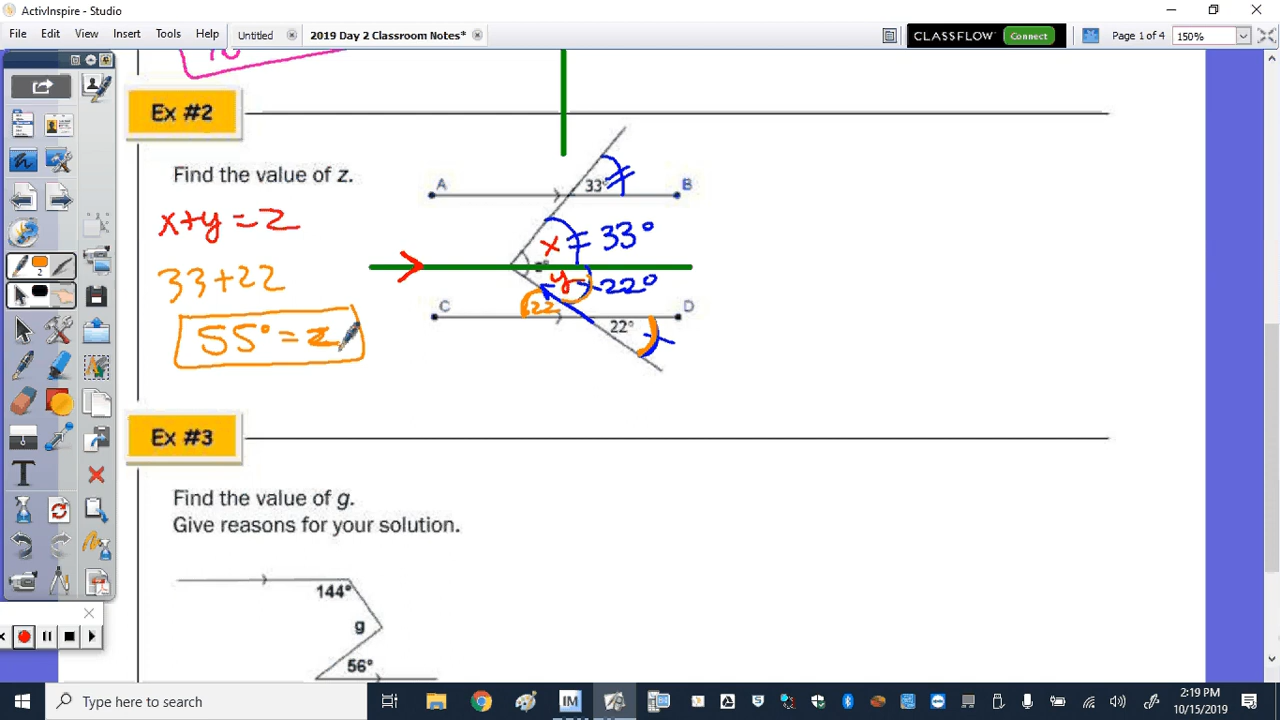 ActivInspire - Studio
File Edit View Insert Tools Help
Untitled
2019 Day 2 Classroom Notes*
CLASSFLOW Connect
Page 1 of 4
150%
Ex #2
Find the value of z.
x+y=z
33+22
55°=z
A
33°
B
x = 33°
y 22°
22
C
22°
D
Ex #3
Find the value of g.
Give reasons for your solution.
144°
g
56°
Type here to search
IM
2:19 PM
10/15/2019